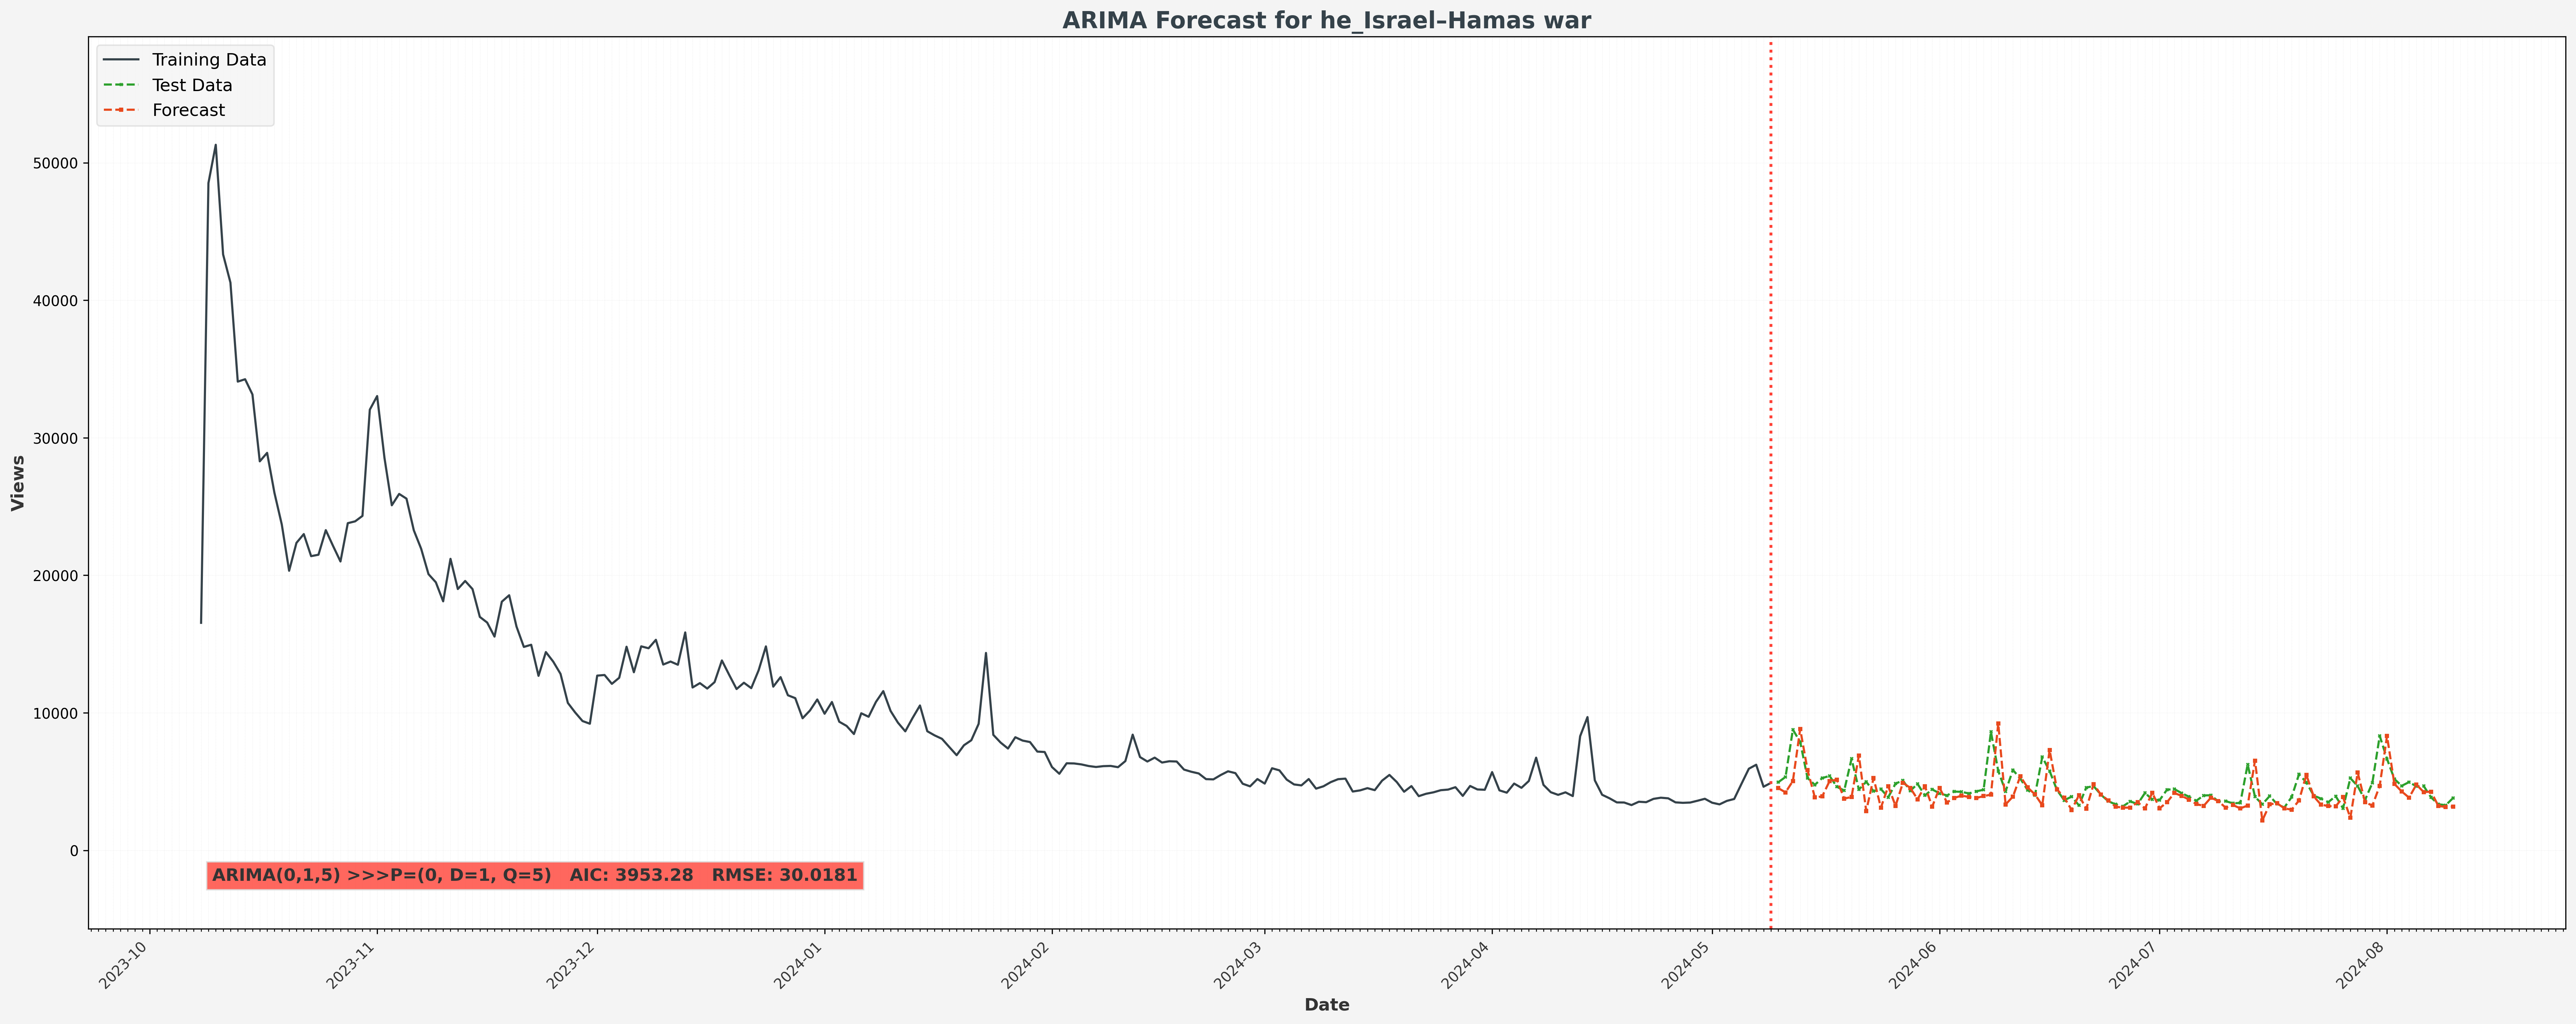 ARIMA Forecast for he_Israel–Hamas war
Training Data
Test Data
Forecast
Views
50000
40000
30000
20000
10000
0
ARIMA(0,1,5) >>>P=(0, D=1, Q=5)   AIC: 3953.28   RMSE: 30.0181
2023-10
2023-11
2023-12
2024-01
2024-02
2024-03
2024-04
2024-05
2024-06
2024-07
2024-08
Date